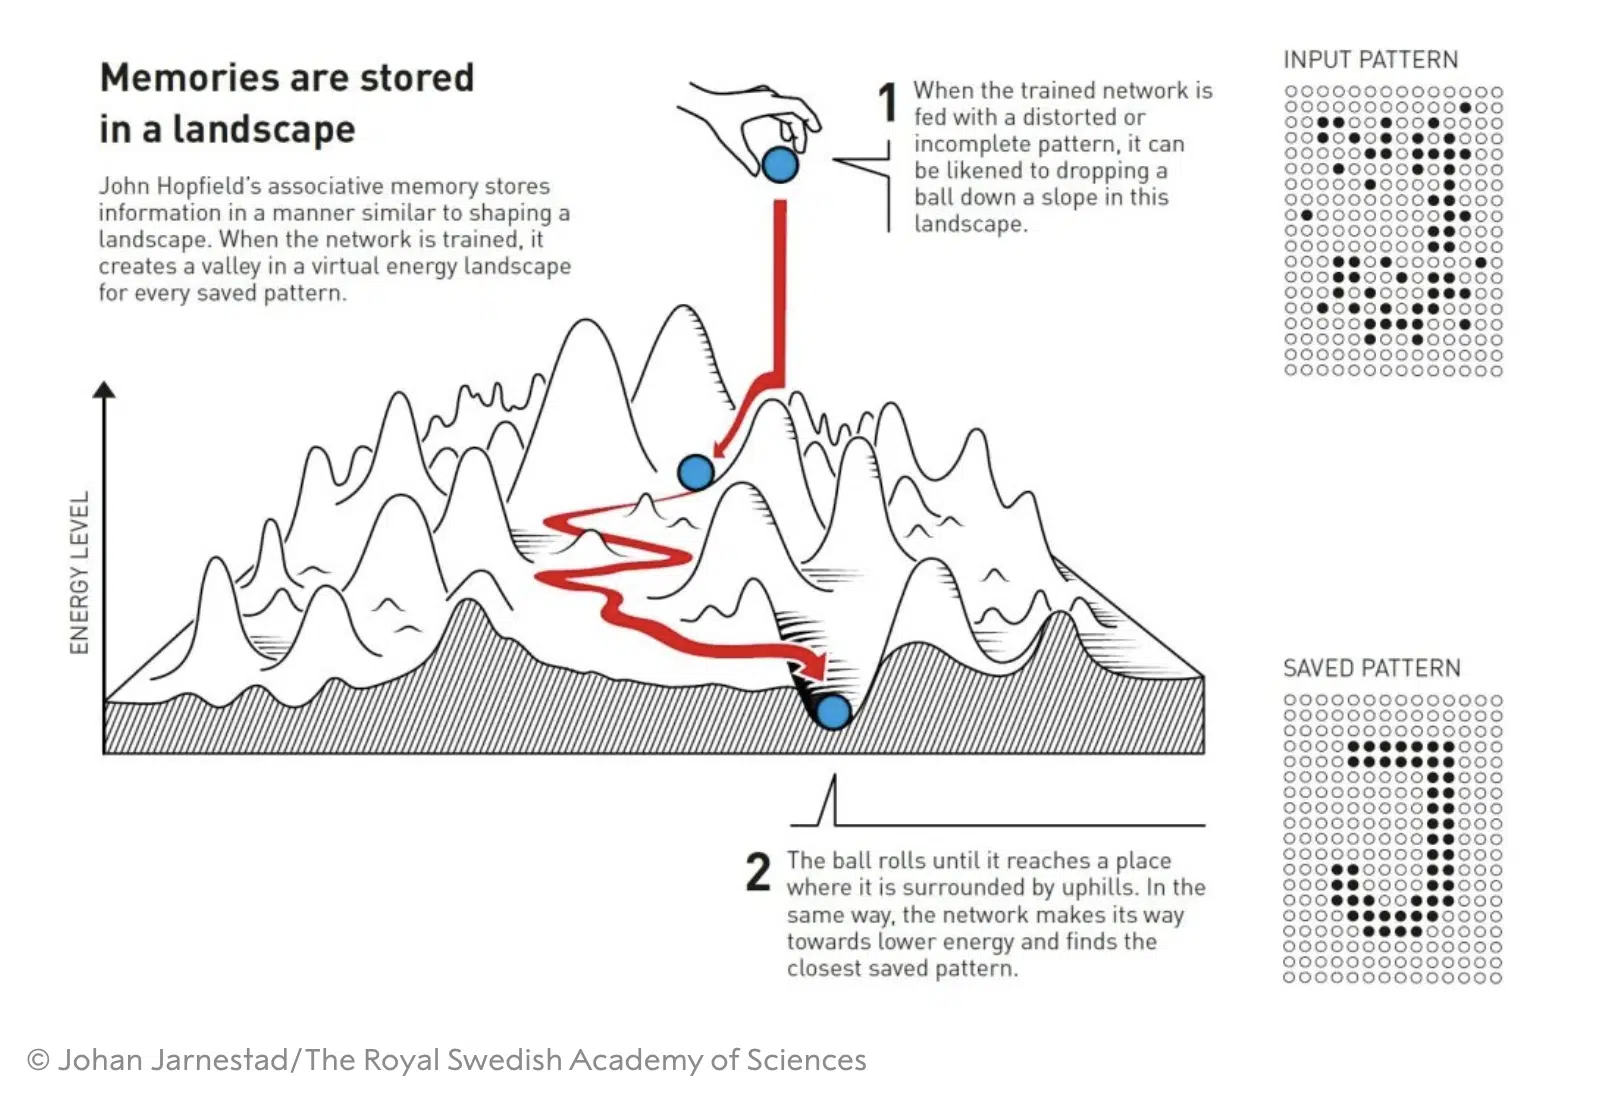 Memories are stored
in a landscape
John Hopfield's associative memory stores
information in a manner similar to shaping a
landscape. When the network is trained, it
creates a valley in a virtual energy landscape
for every saved pattern.
1
When the trained network is
fed with a distorted or
incomplete pattern, it can
be likened to dropping a
ball down a slope in this
landscape.
INPUT PATTERN
ENERGY LEVEL
SAVED PATTERN
2
The ball rolls until it reaches a place
where it is surrounded by uphills. In the
same way, the network makes its way
towards lower energy and finds the
closest saved pattern.
© Johan Jarnestad/The Royal Swedish Academy of Sciences